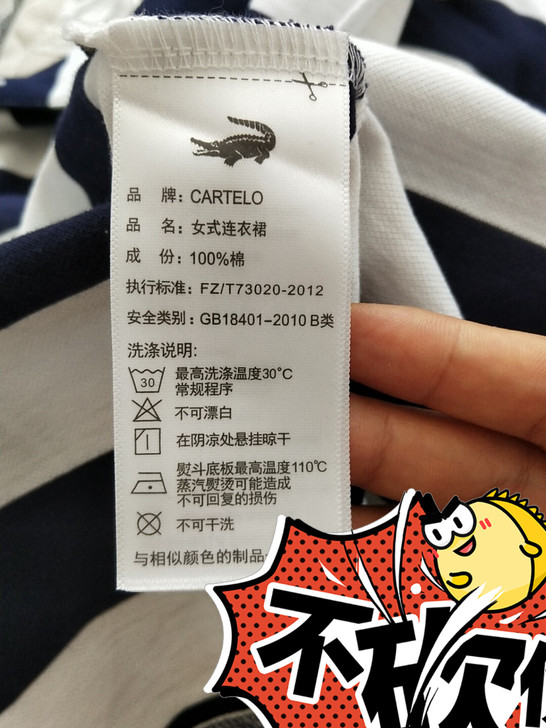 品 牌: CARTELO
品 名: 女式连衣裙
成 份: 100%棉
执行标准: FZ/T73020-2012
安全类别: GB18401-2010 B类
洗涤说明:
30
最高洗涤温度30°C
常规程序
不可漂白
在阴凉处悬挂晾干
熨斗底板最高温度110℃
蒸汽熨烫可能造成
不可回复的损伤
不可干洗
与相似颜色的制品
不砍